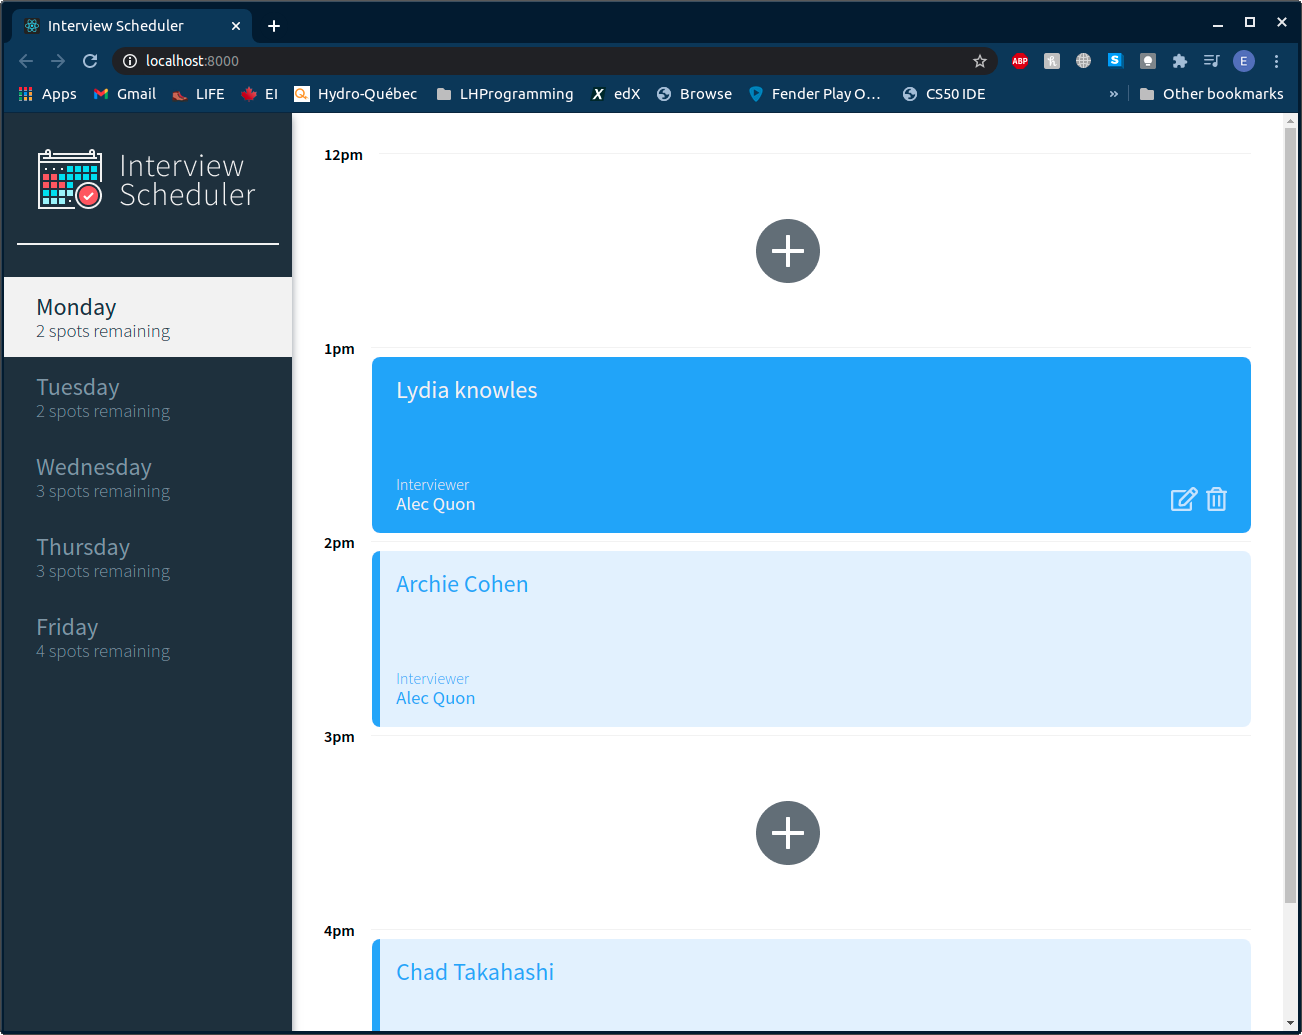 Interview Scheduler
localhost:8000
ABP
S
E
Apps
Gmail
LIFE
EI
Hydro-Québec
LHProgramming
X
edX
Browse
Fender Play O…
CS50 IDE
»
Other bookmarks
Interview
Scheduler
Monday
2 spots remaining
Tuesday
2 spots remaining
Wednesday
3 spots remaining
Thursday
3 spots remaining
Friday
4 spots remaining
12pm
1pm
Lydia knowles
Interviewer
Alec Quon
2pm
Archie Cohen
Interviewer
Alec Quon
3pm
4pm
Chad Takahashi